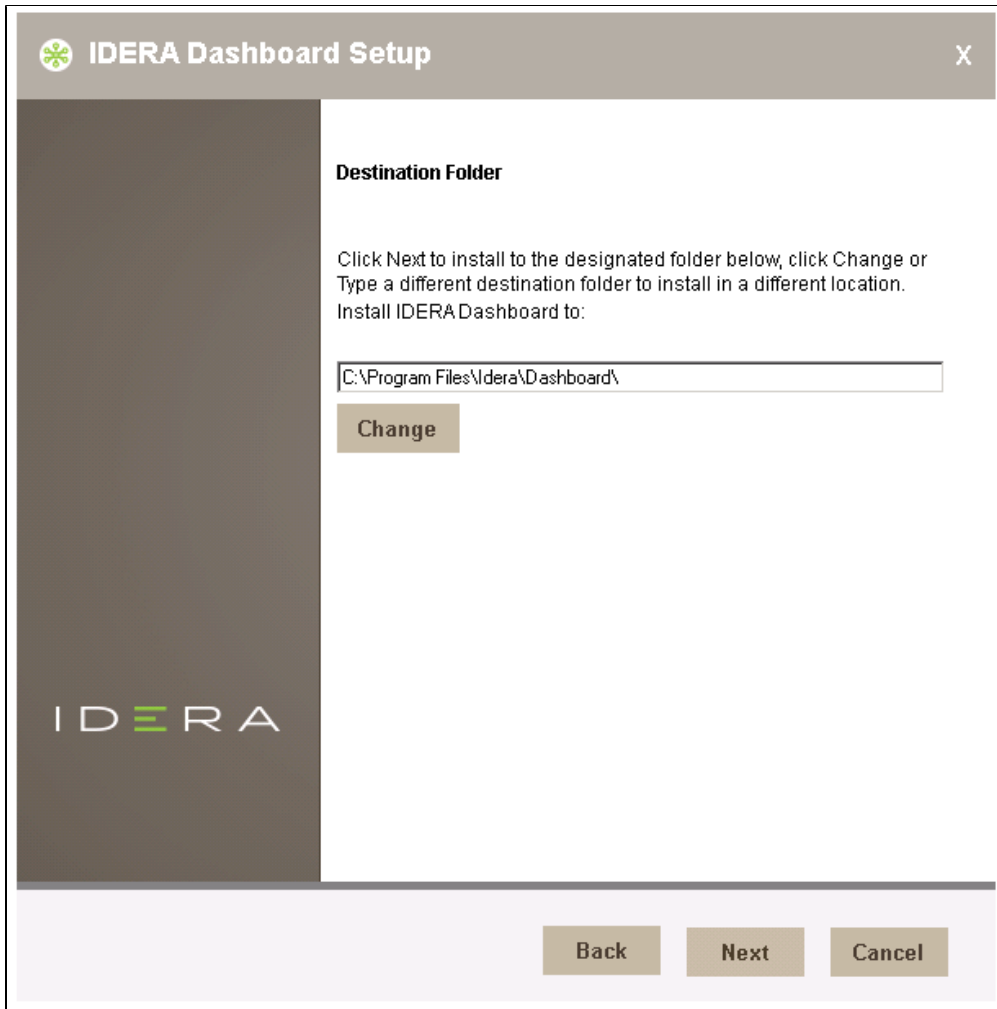 IDERA Dashboard Setup X
Destination Folder
Click Next to install to the designated folder below, click Change or
Type a different destination folder to install in a different location.
Install IDERA Dashboard to:
C:\Program Files\Idera\Dashboard\
Change
IDERA
Back Next Cancel